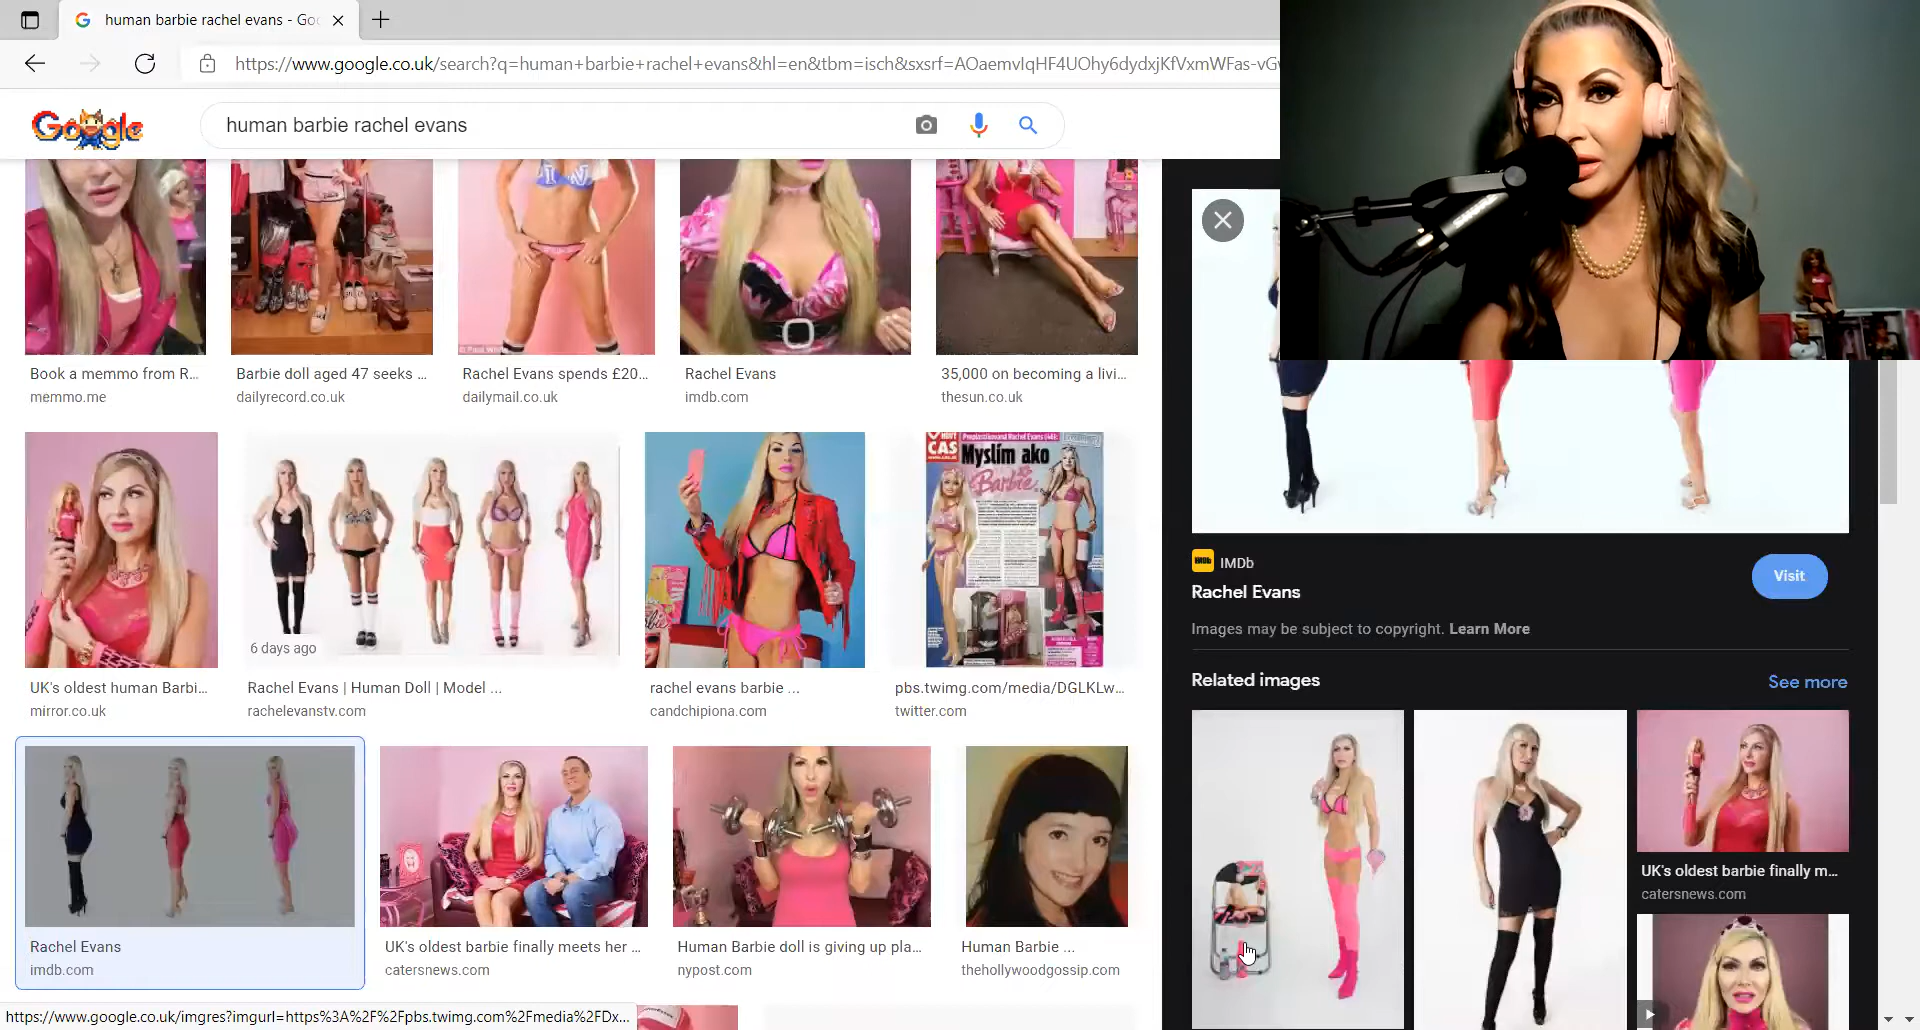 human barbie rachel evans - Goo
https://www.google.co.uk/search?q=human+barbie+rachel+evans&hl=en&tbm=isch&sxsrf=AOaemvIqHF4UOhy6dydxjKfVxmWFas-vGv
Google
human barbie rachel evans
Book a memmo from R...
memmo.me
Barbie doll aged 47 seeks ...
dailyrecord.co.uk
Rachel Evans spends £20...
dailymail.co.uk
Rachel Evans
imdb.com
35,000 on becoming a livi...
thesun.co.uk
ČAS
Myslím ako
Barbie
6 days ago
UK's oldest human Barbi...
mirror.co.uk
Rachel Evans | Human Doll | Model ...
rachelevanstv.com
rachel evans barbie ...
candchipiona.com
pbs.twimg.com/media/DGLKLw...
twitter.com
Rachel Evans
imdb.com
UK's oldest barbie finally meets her ...
catersnews.com
Human Barbie doll is giving up pla...
nypost.com
Human Barbie ...
thehollywoodgossip.com
https://www.google.co.uk/imgres?imgurl=https%3A%2F%2Fpbs.twimg.com%2Fmedia%2FDx...
IMDb
Rachel Evans
Visit
Images may be subject to copyright. Learn More
Related images
See more
UK's oldest barbie finally m...
catersnews.com